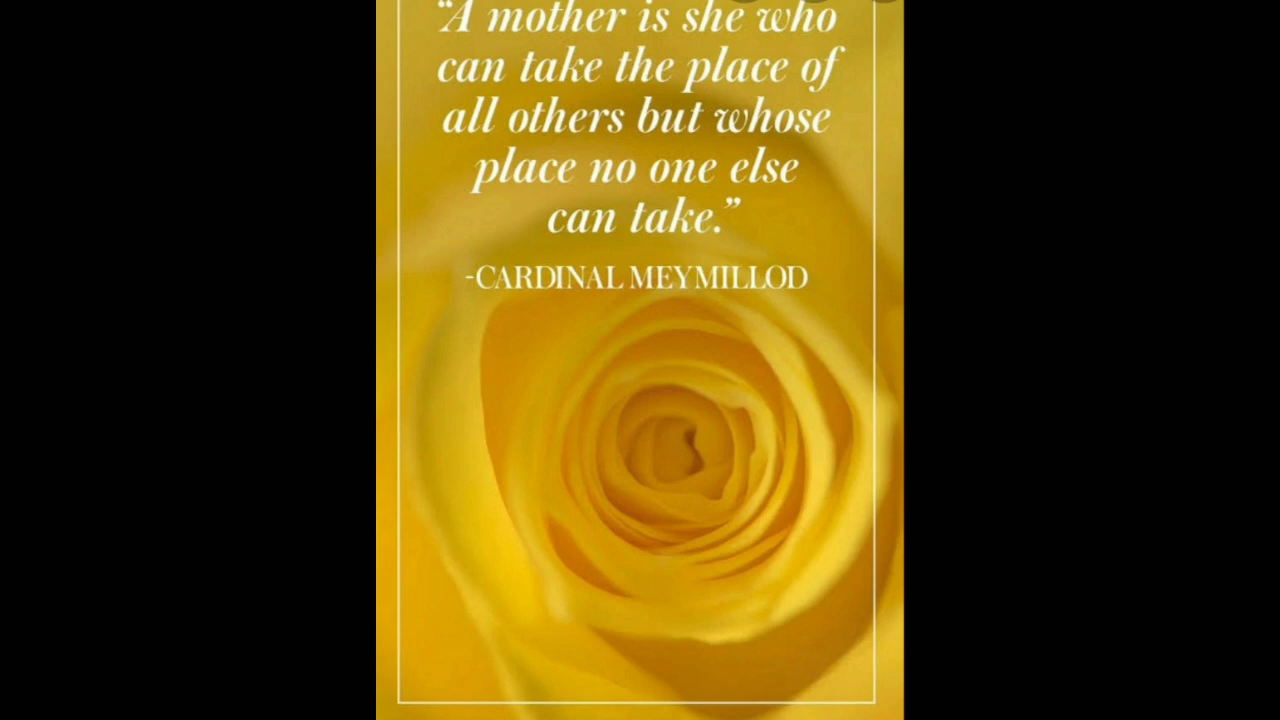 “A mother is she who
can take the place of
all others but whose
place no one else
can take.”
-CARDINAL MEYMILLOD